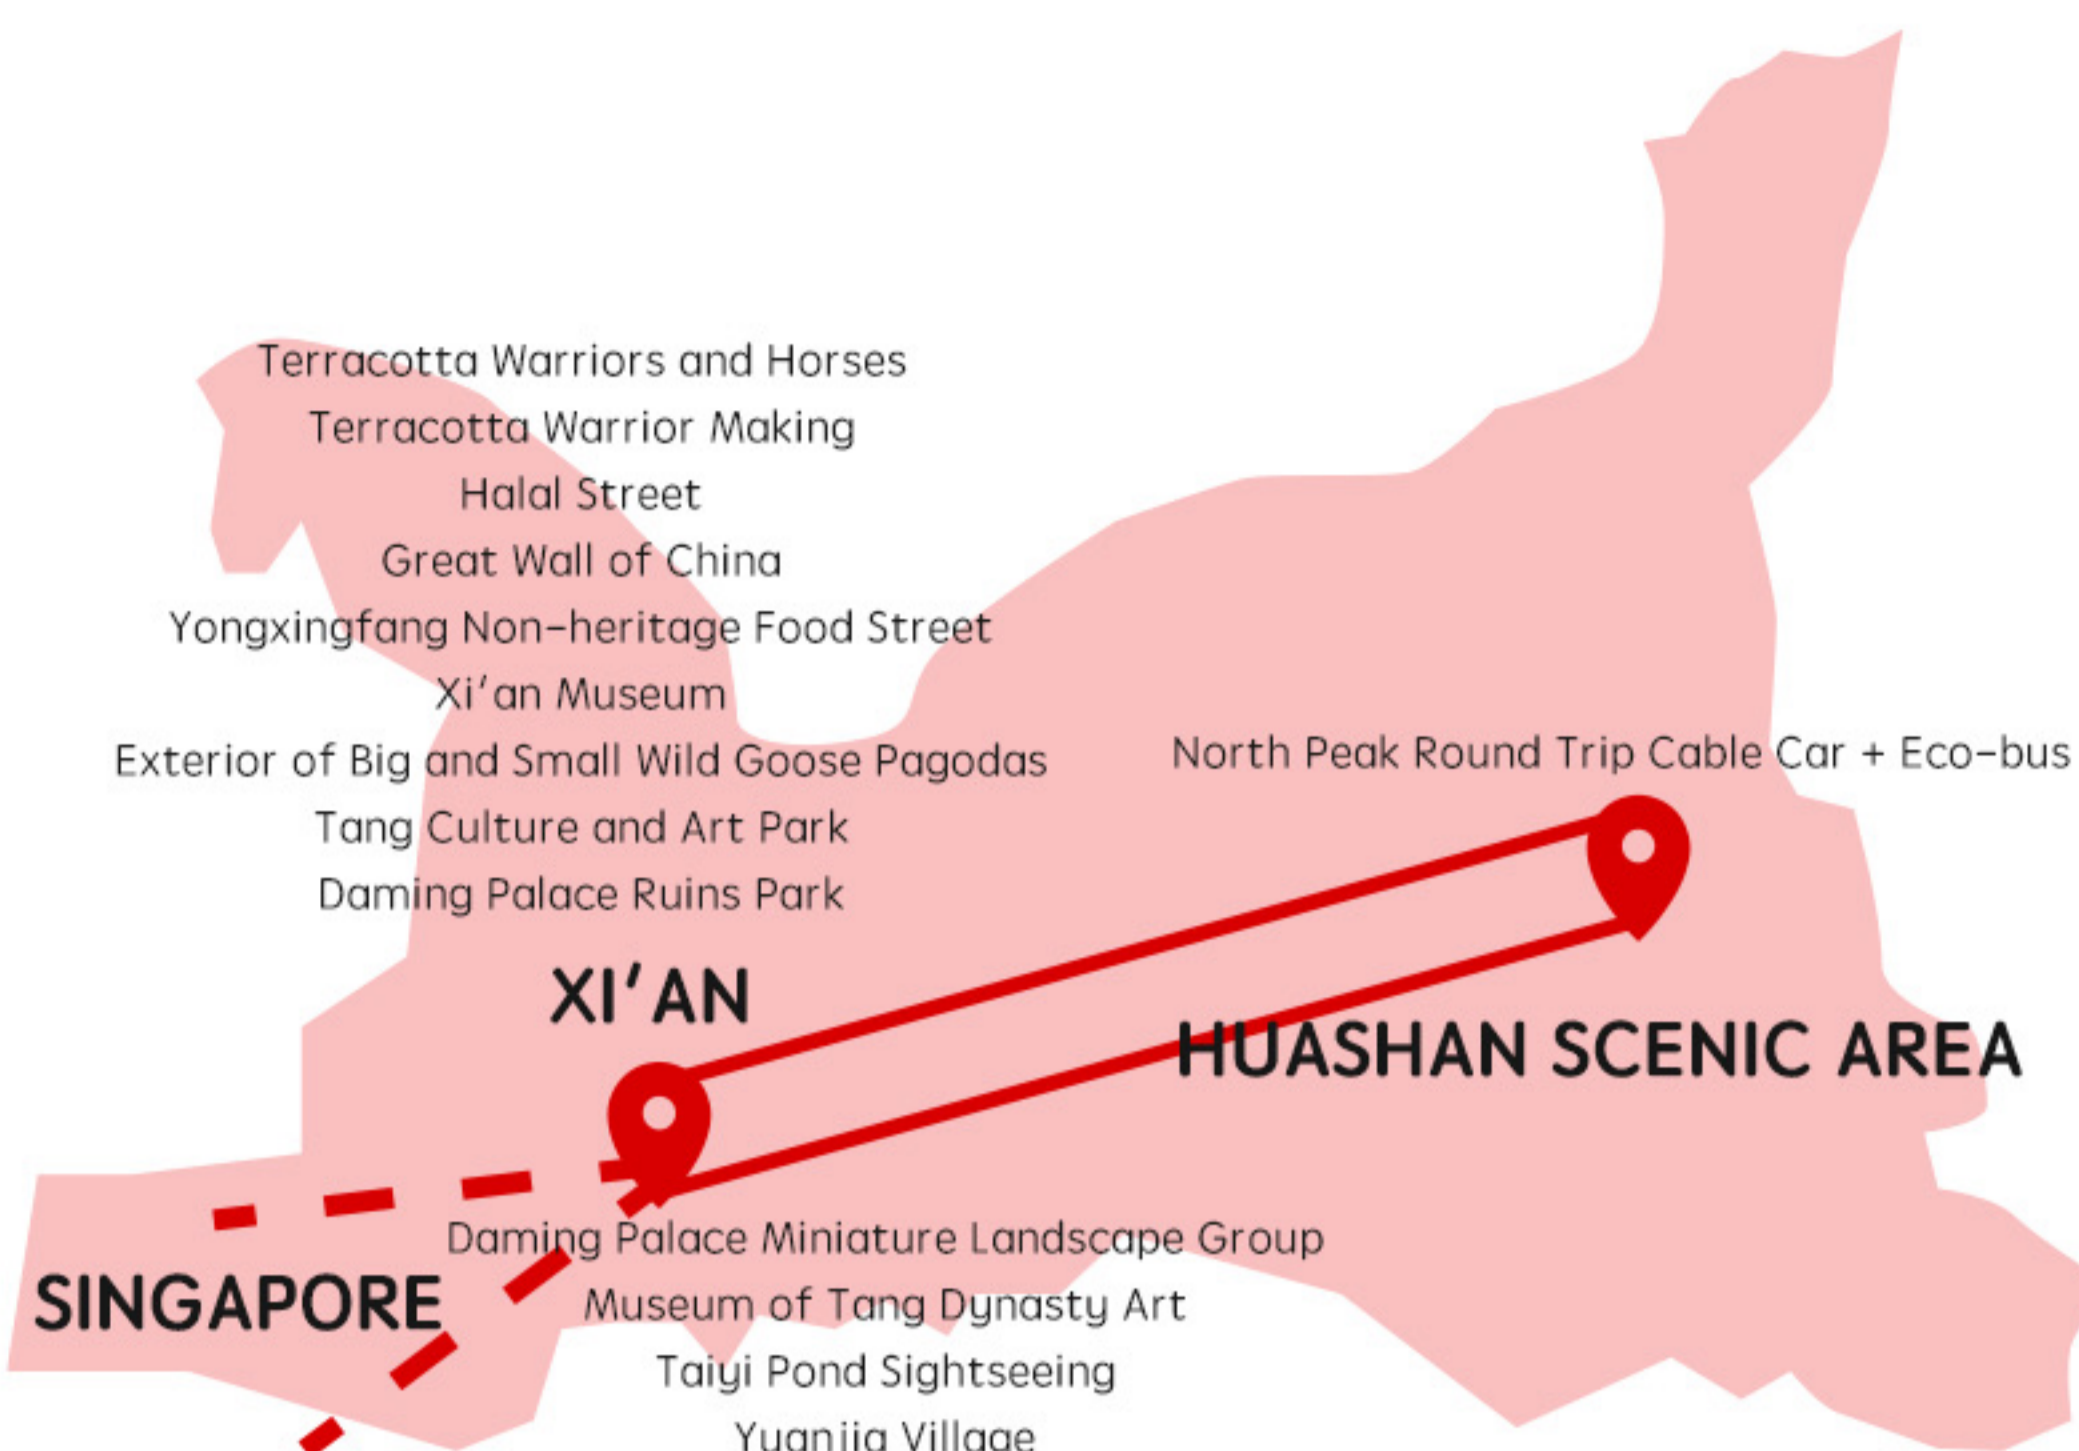 Terracotta Warriors and Horses
Terracotta Warrior Making
Halal Street
Great Wall of China
Yongxingfang Non-heritage Food Street
Xi'an Museum
Exterior of Big and Small Wild Goose Pagodas
Tang Culture and Art Park
Daming Palace Ruins Park
North Peak Round Trip Cable Car + Eco-bus
XI'AN
HUASHAN SCENIC AREA
SINGAPORE
Daming Palace Miniature Landscape Group
Museum of Tang Dynasty Art
Taiyi Pond Sightseeing
Yuanjia Village